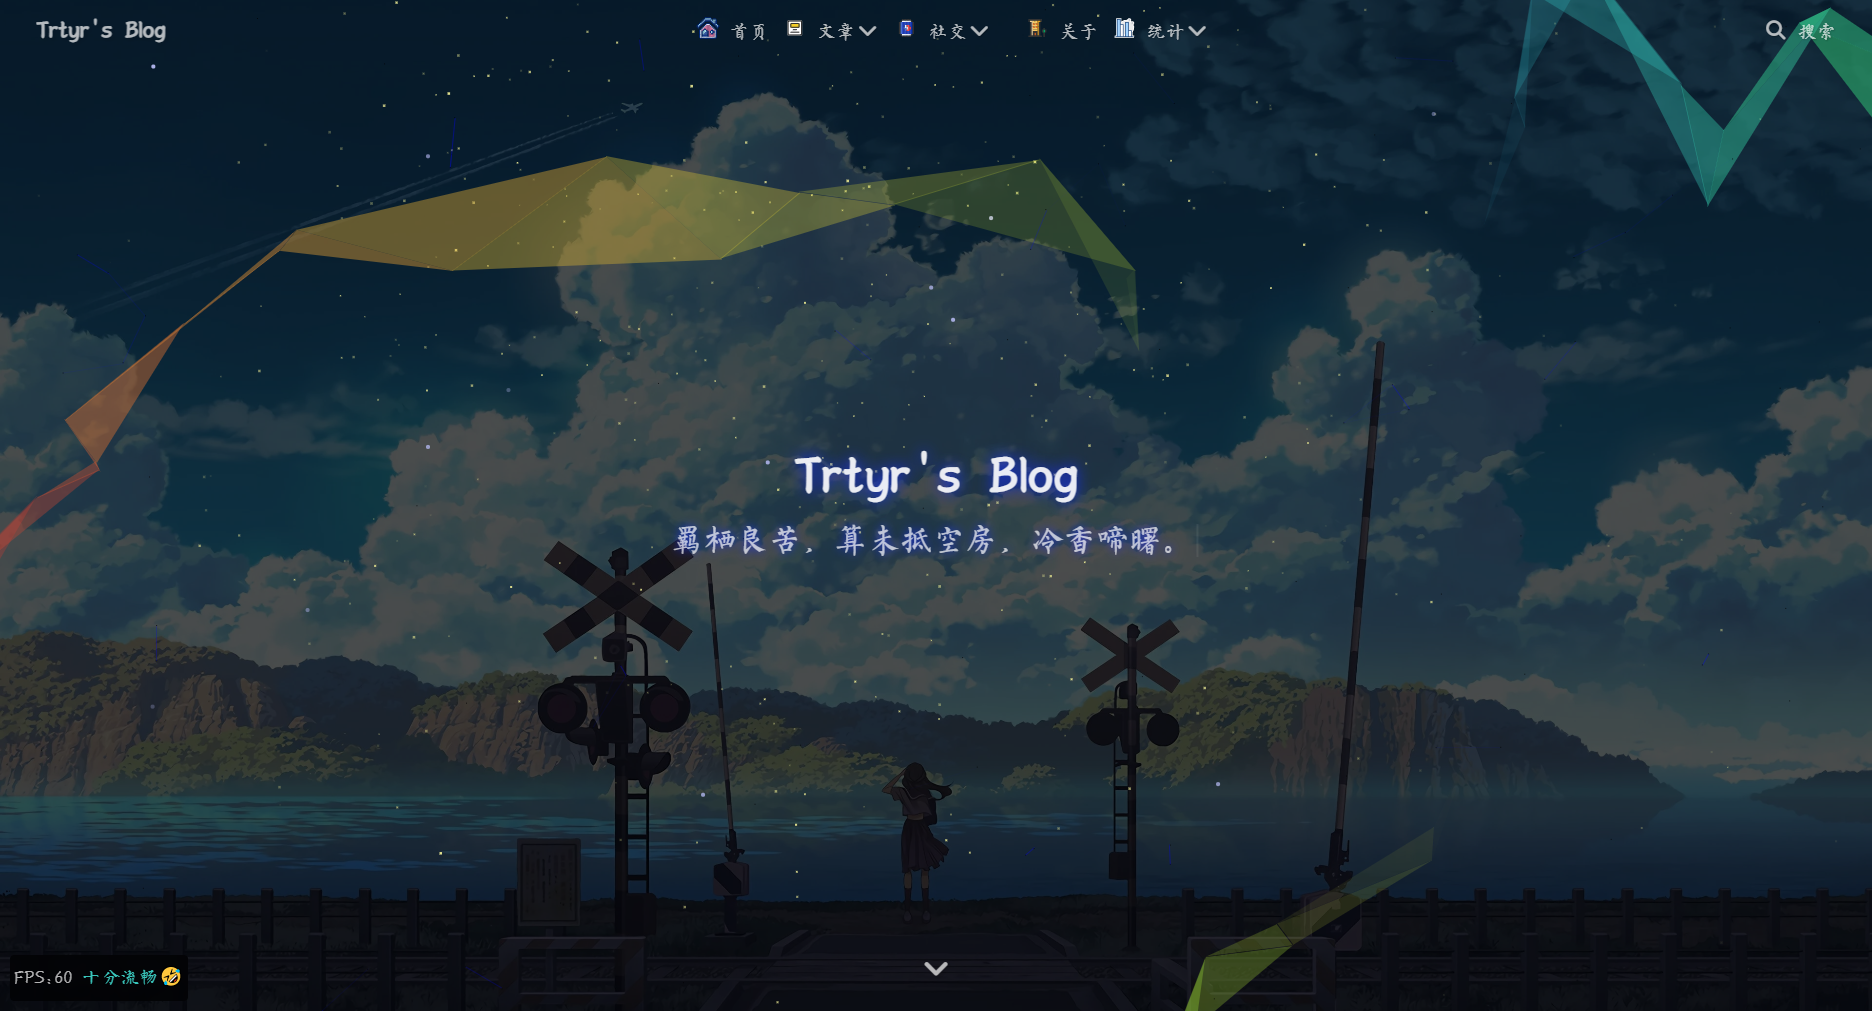 Trtyr's Blog
首页 文章 社交 关于 统计
搜索
Trtyr's Blog
羁栖良苦，算未抵空房，冷香啼曙。
FPS:60 十分流畅🤣